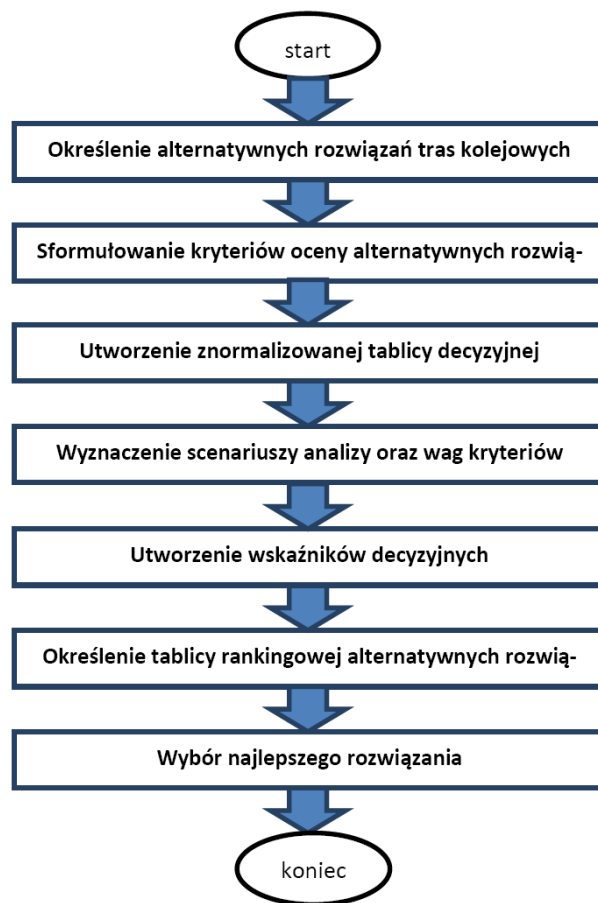 start
Określenie alternatywnych rozwiązań tras kolejowych
Sformułowanie kryteriów oceny alternatywnych rozwią-
Utworzenie znormalizowanej tablicy decyzyjnej
Wyznaczenie scenariuszy analizy oraz wag kryteriów
Utworzenie wskaźników decyzyjnych
Określenie tablicy rankingowej alternatywnych rozwią-
Wybór najlepszego rozwiązania
koniec